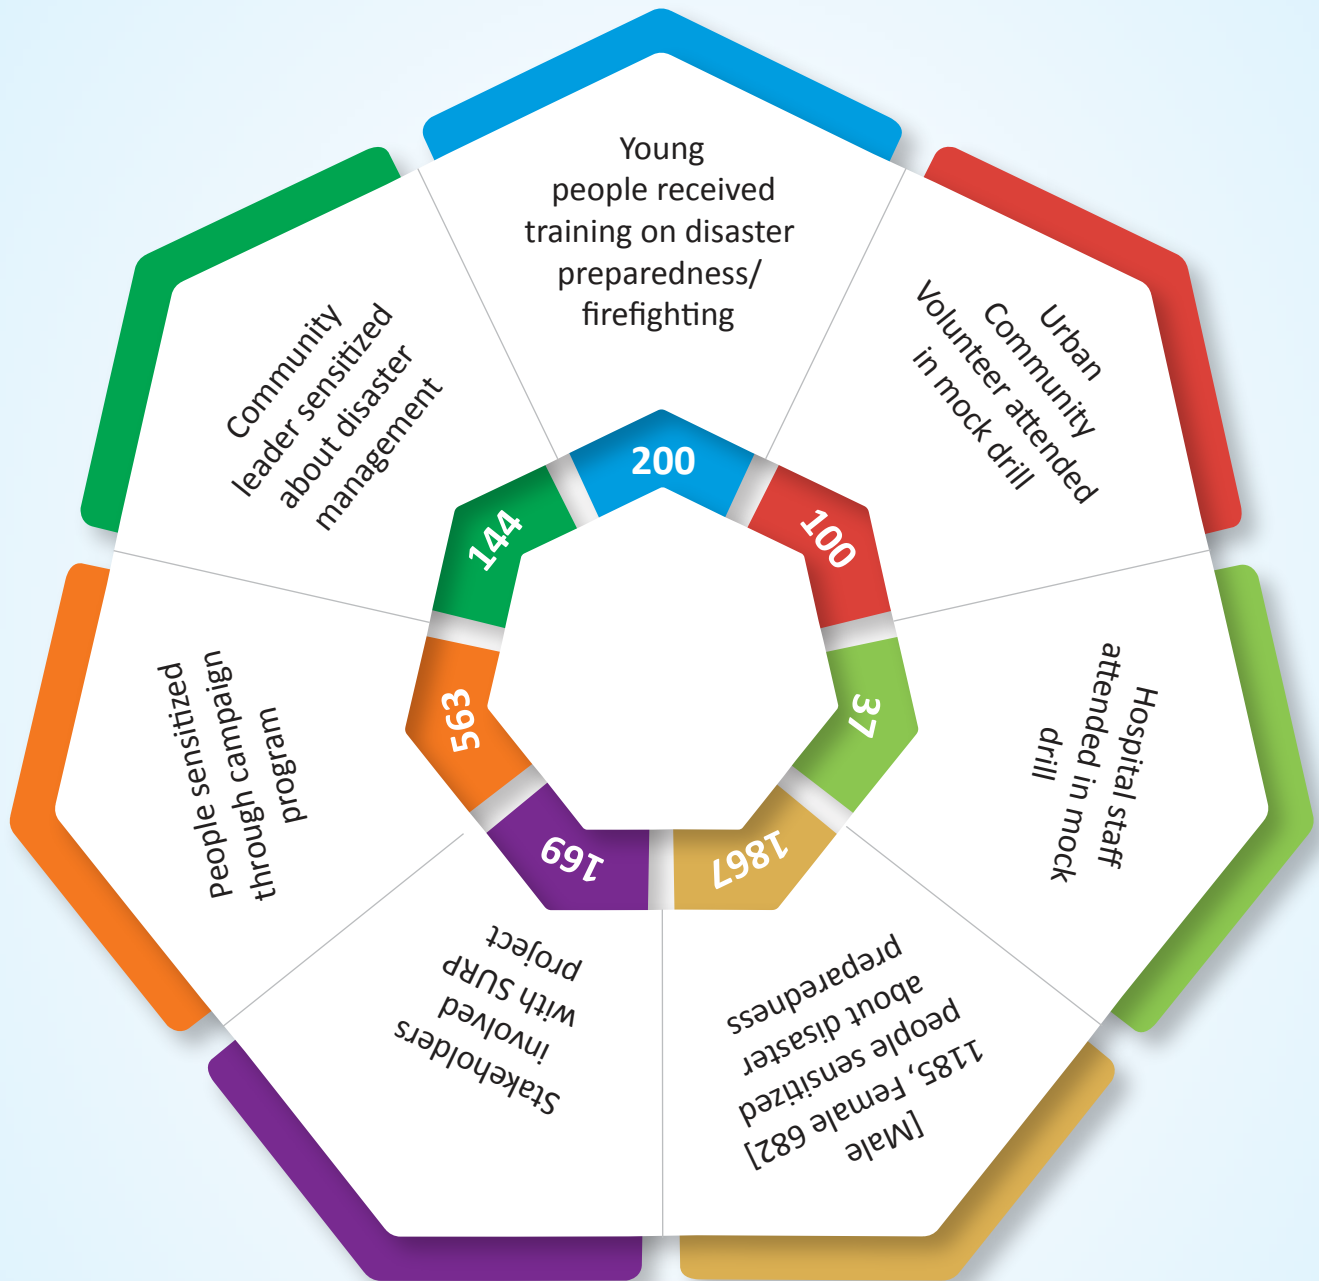 Young
people received
training on disaster
preparedness/
firefighting
200
Urban
Community
Volunteer attended
in mock drill
100
Hospital staff
attended in mock
drill
37
[Male
1185, Female 682]
people sensitized
about disaster
preparedness
1867
Stakeholders
involved
with SURP
project
169
People sensitized
through campaign
program
563
Community
leader sensitized
about disaster
management
144